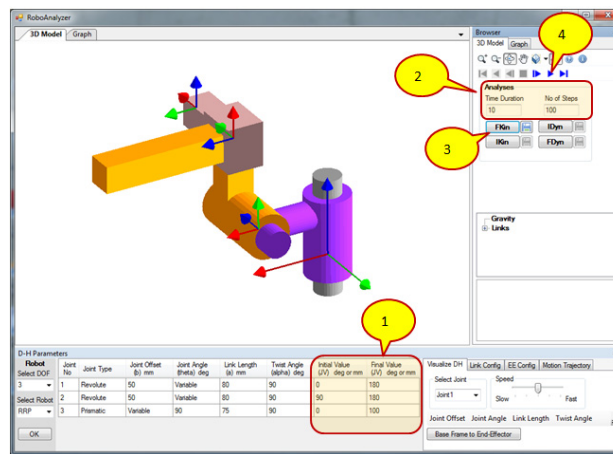 RoboAnalyzer
3D Model Graph
Browser
3D Model Graph
4
2
Analyses
Time Duration No of Steps
10 100
FKin IDyn
IKin FDyn
3
Gravity
Links
1
D-H Parameters
Robot
Select DOF
3
Select Robot
RRP
OK
Joint No Joint Type Joint Offset (b) mm Joint Angle (theta) deg Link Length (a) mm Twist Angle (alpha) deg Initial Value (JV) deg or mm Final Value (JV) deg or mm
1 Revolute 50 Variable 80 90 0 180
2 Revolute 50 Variable 80 90 90 180
3 Prismatic Variable 90 75 90 0 100
Visualize DH Link Config EE Config Motion Trajectory
Select Joint Speed
Joint1 Slow Fast
Joint Offset Joint Angle Link Length Twist Angle
Base Frame to End-Effector